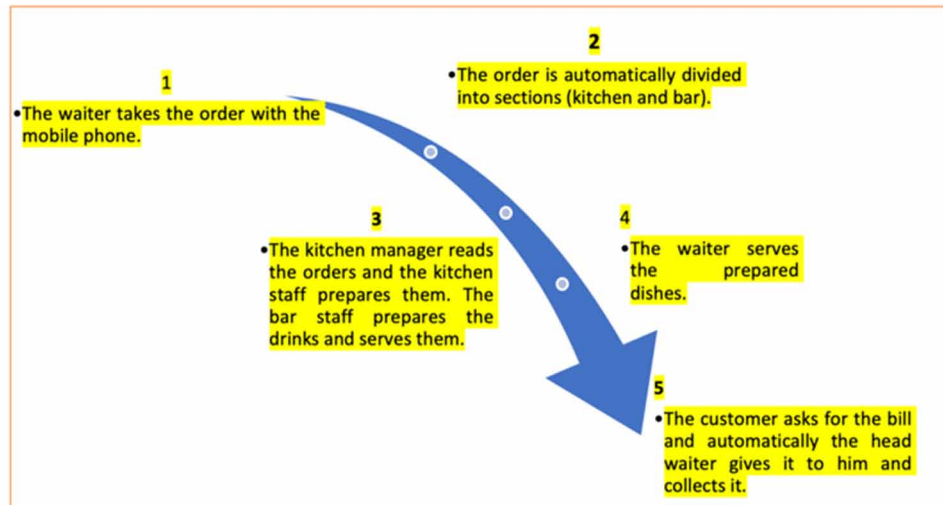 1
•The waiter takes the order with the
mobile phone.
2
•The order is automatically divided
into sections (kitchen and bar).
3
•The kitchen manager reads
the orders and the kitchen
staff prepares them. The
bar staff prepares the
drinks and serves them.
4
•The waiter serves
the prepared
dishes.
5
•The customer asks for the bill
and automatically the head
waiter gives it to him and
collects it.